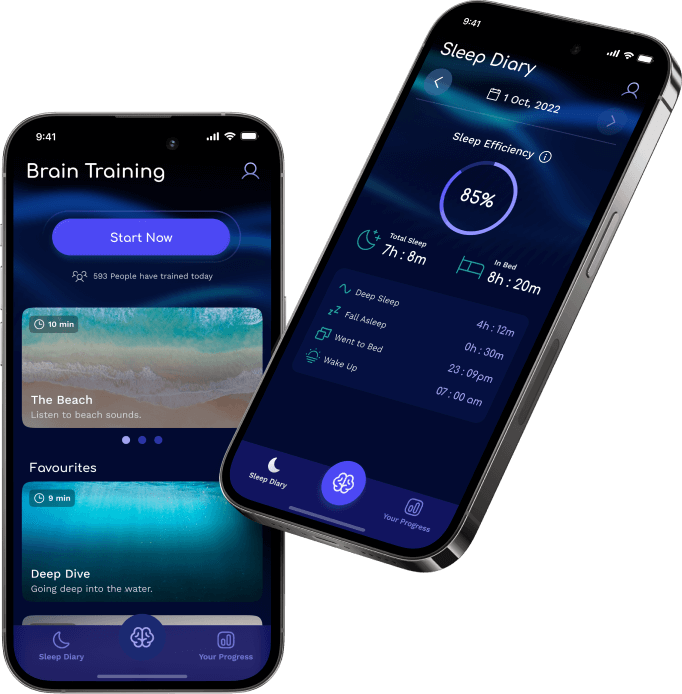 9:41
Brain Training
Start Now
593 People have trained today
10 min
The Beach
Listen to beach sounds.
Favourites
9 min
Deep Dive
Going deep into the water.
Sleep Diary
Your Progress
9:41
Sleep Diary
1 Oct, 2022
Sleep Efficiency
85%
Total Sleep
7h : 8m
In Bed
8h : 20m
Deep Sleep 4h : 12m
Fall Asleep 0h : 30m
Went to Bed 23 : 09pm
Wake Up 07 : 00 am
Sleep Diary
Your Progress